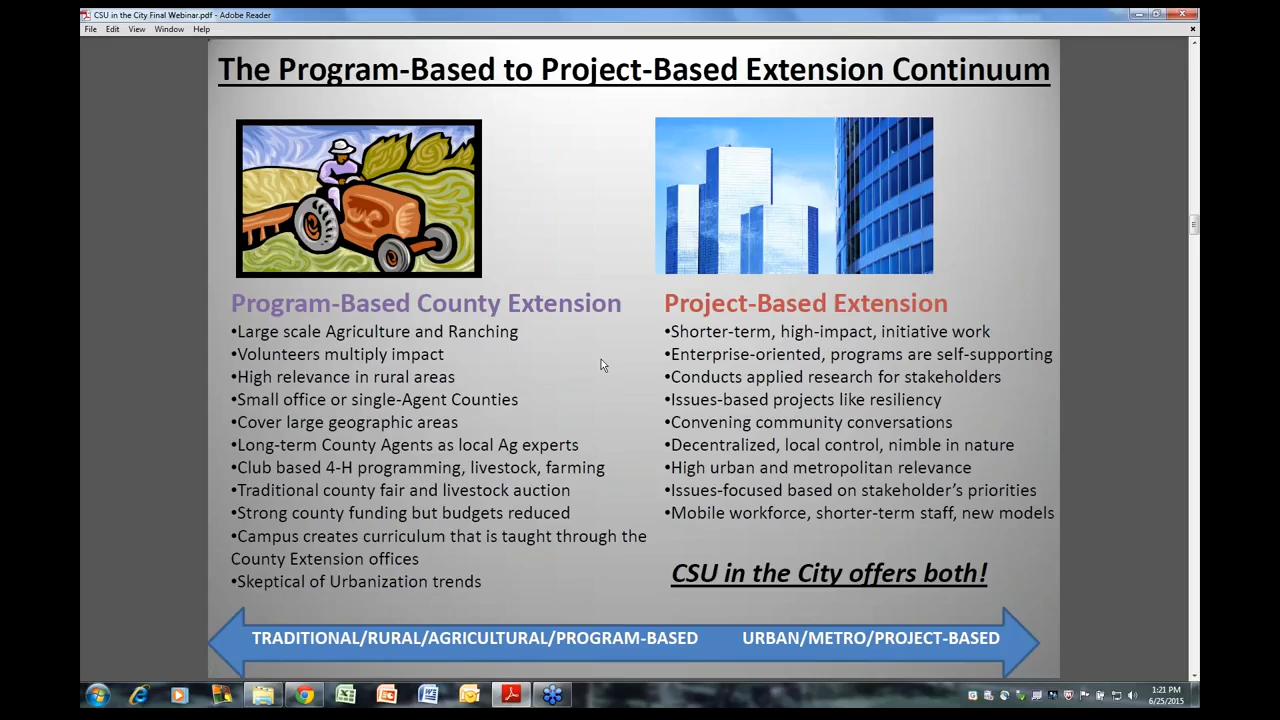 CSU in the City Final Webinar.pdf - Adobe Reader
File Edit View Window Help
The Program-Based to Project-Based Extension Continuum
Program-Based County Extension
•Large scale Agriculture and Ranching
•Volunteers multiply impact
•High relevance in rural areas
•Small office or single-Agent Counties
•Cover large geographic areas
•Long-term County Agents as local Ag experts
•Club based 4-H programming, livestock, farming
•Traditional county fair and livestock auction
•Strong county funding but budgets reduced
•Campus creates curriculum that is taught through the
County Extension offices
•Skeptical of Urbanization trends
Project-Based Extension
•Shorter-term, high-impact, initiative work
•Enterprise-oriented, programs are self-supporting
•Conducts applied research for stakeholders
•Issues-based projects like resiliency
•Convening community conversations
•Decentralized, local control, nimble in nature
•High urban and metropolitan relevance
•Issues-focused based on stakeholder's priorities
•Mobile workforce, shorter-term staff, new models
CSU in the City offers both!
TRADITIONAL/RURAL/AGRICULTURAL/PROGRAM-BASED URBAN/METRO/PROJECT-BASED
1:21 PM
6/25/2015